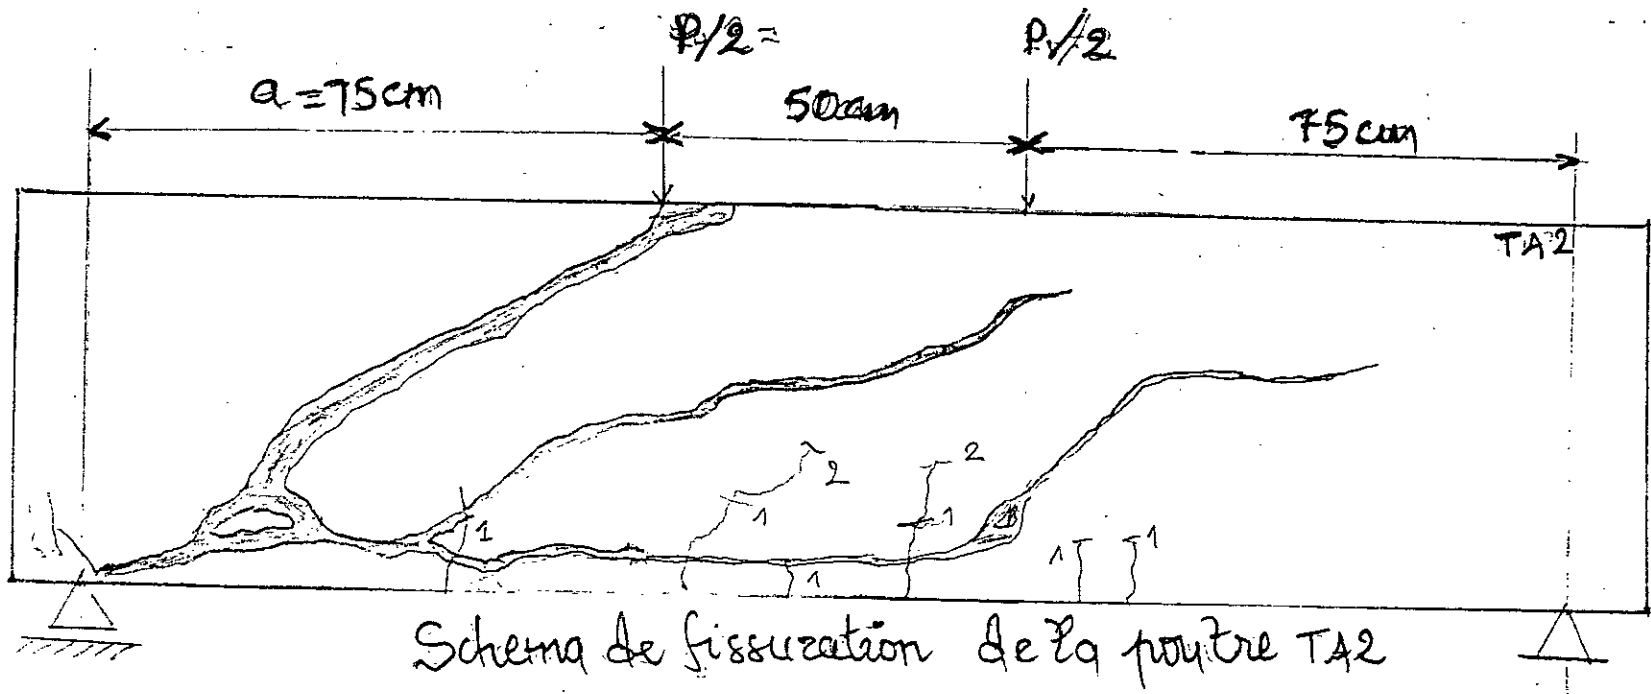 P/2 = Pv/2
a = 75cm 50cm 75cm
TA2
2 2
1 1 1
1 1 1
Schema de fissuration de la poutre TA2